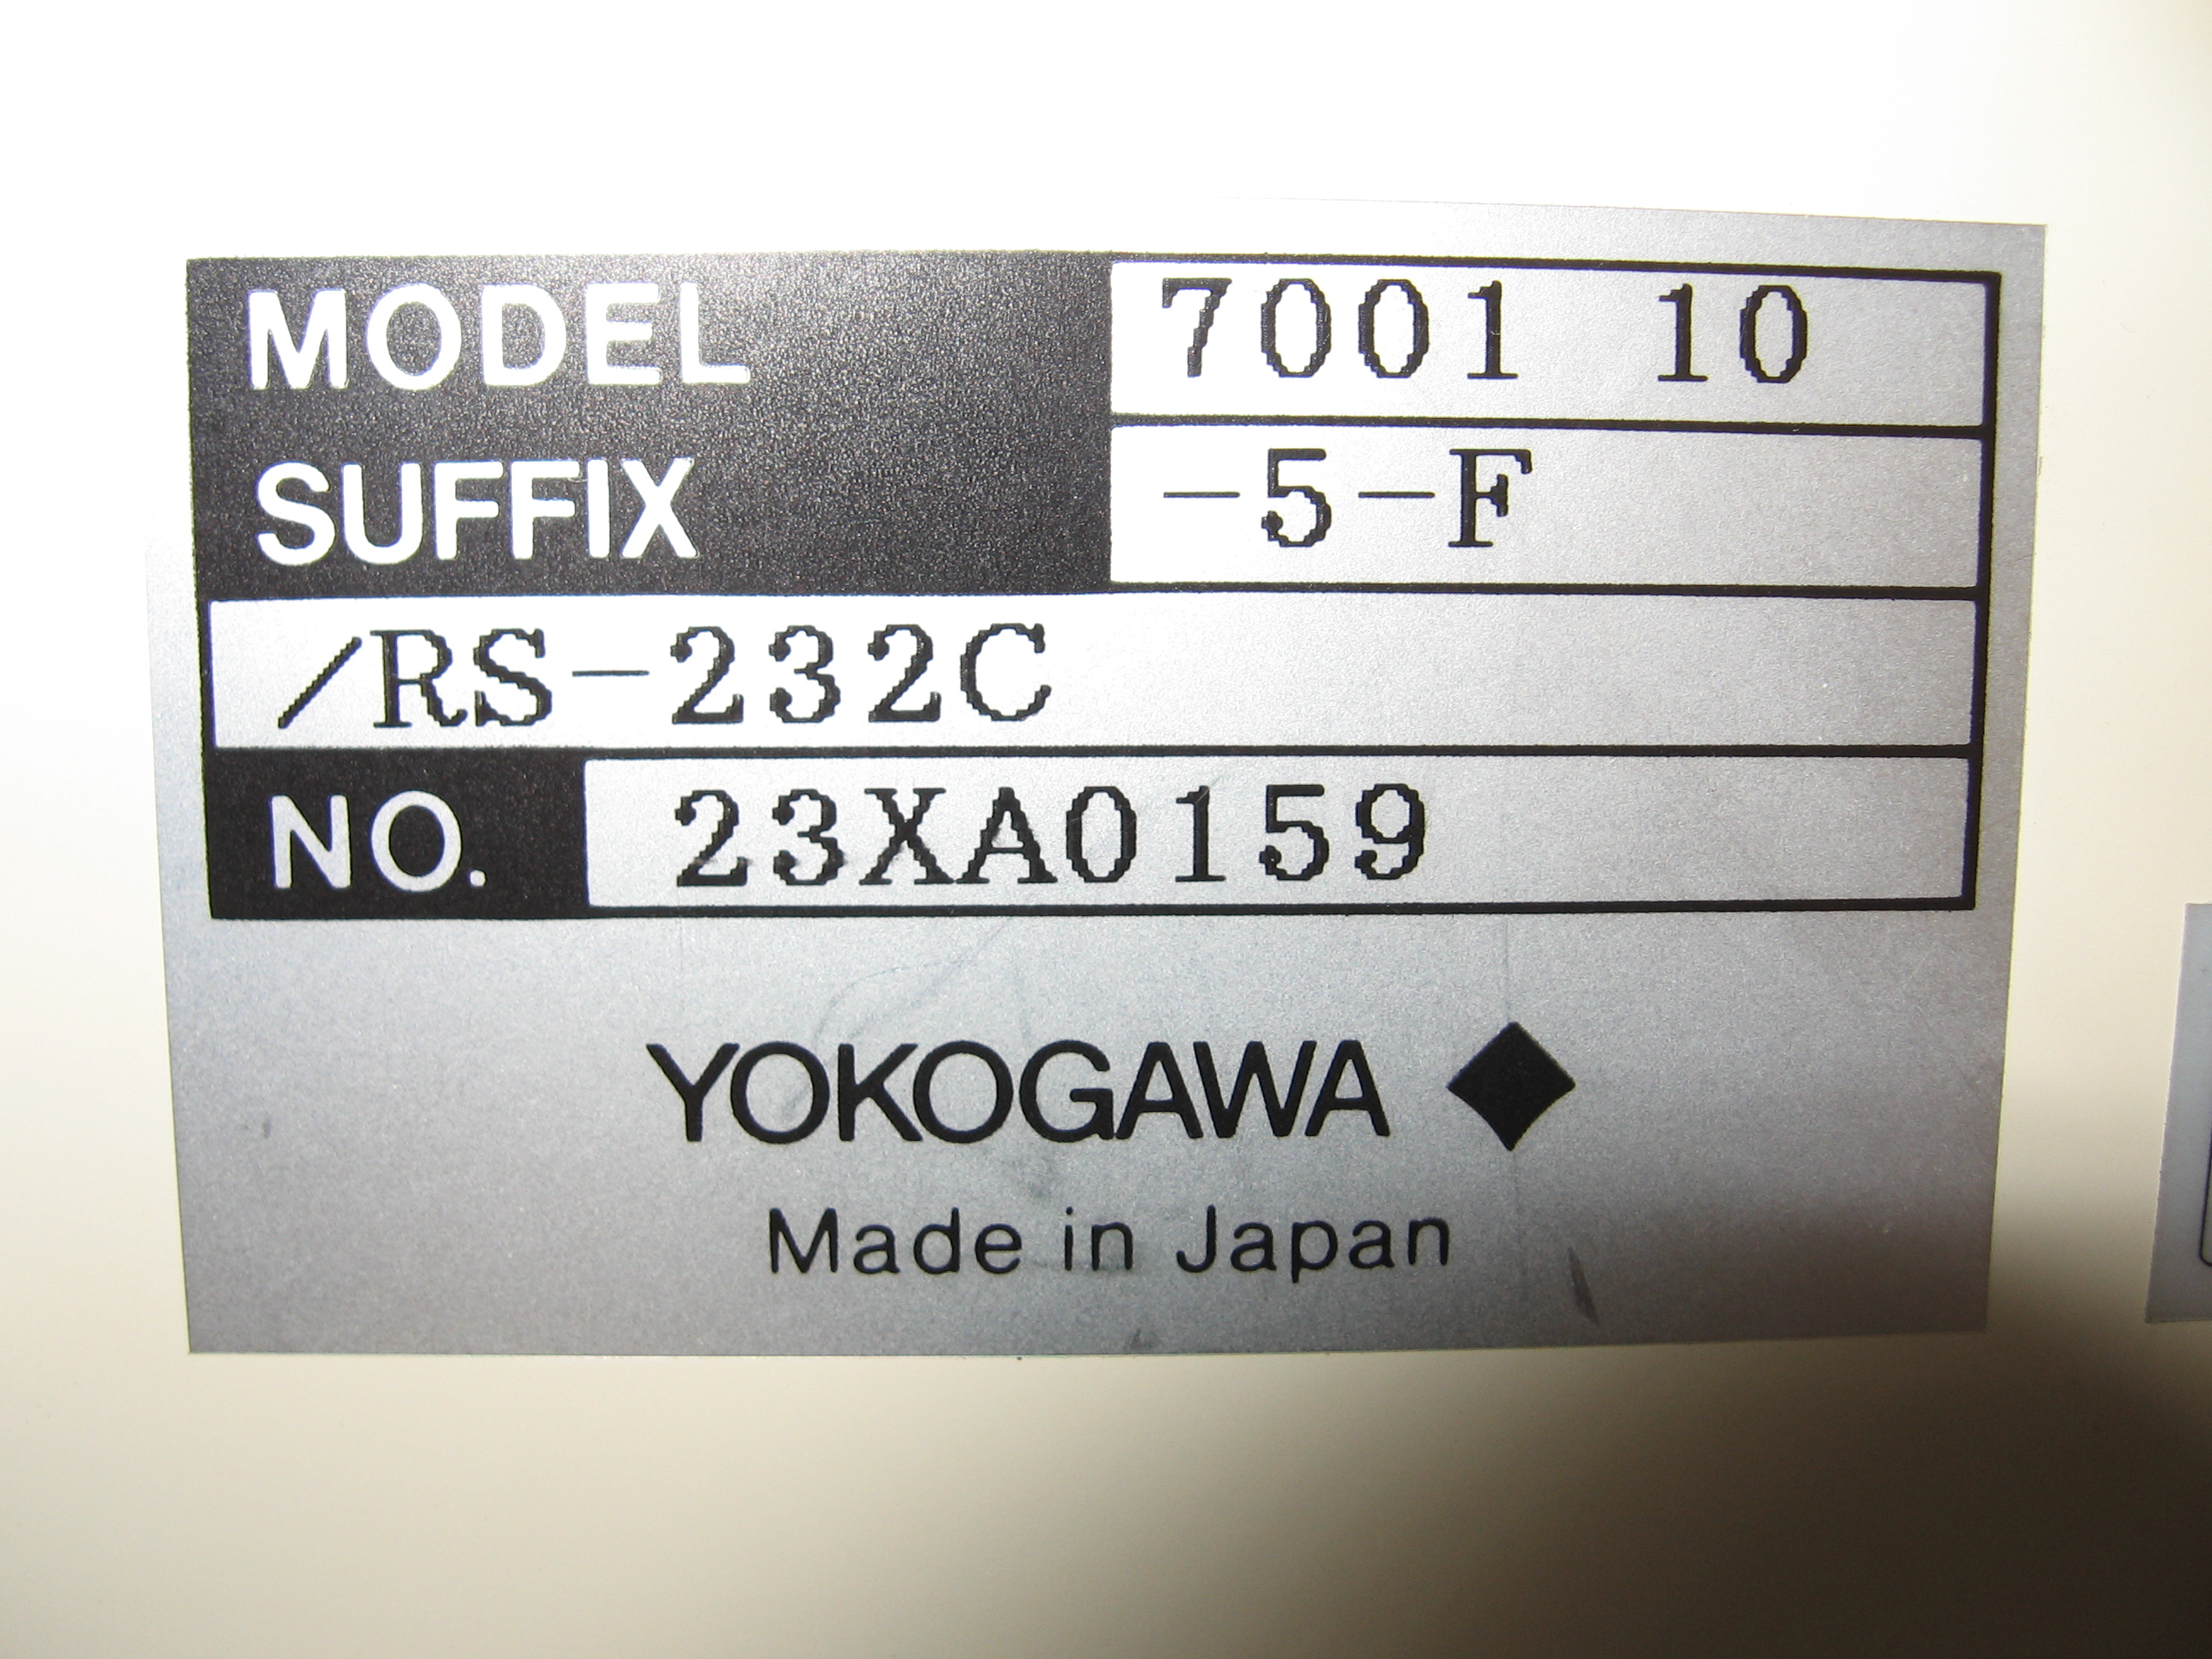 MODEL 7001 10
SUFFIX -5-F
/RS-232C
NO. 23XA0159
YOKOGAWA
Made in Japan